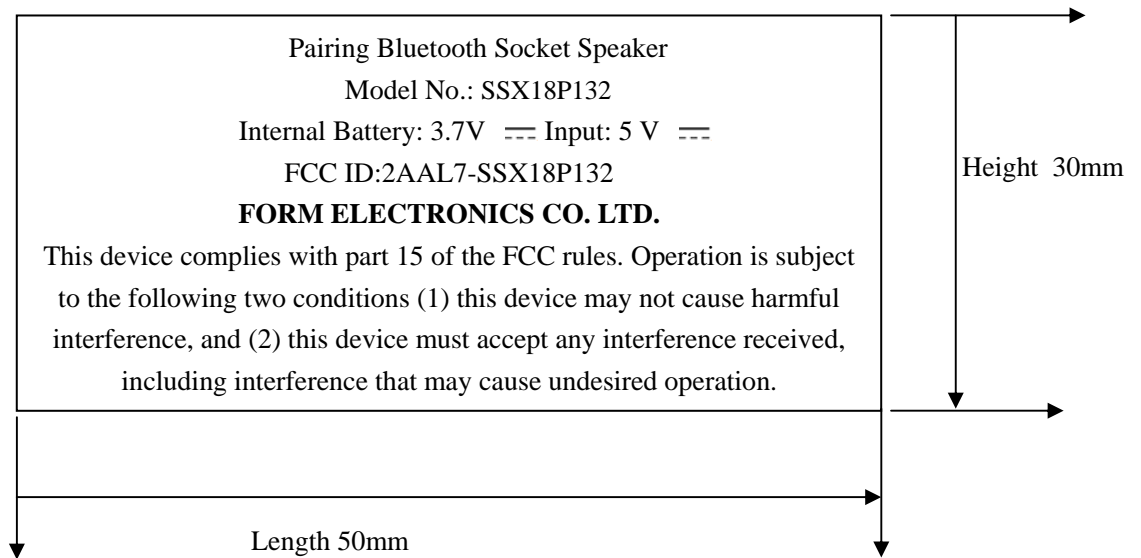 Pairing Bluetooth Socket Speaker
Model No.: SSX18P132
Internal Battery: 3.7V ⎓ Input: 5 V ⎓
FCC ID:2AAL7-SSX18P132
FORM ELECTRONICS CO. LTD.
This device complies with part 15 of the FCC rules. Operation is subject
to the following two conditions (1) this device may not cause harmful
interference, and (2) this device must accept any interference received,
including interference that may cause undesired operation.
Height 30mm
Length 50mm